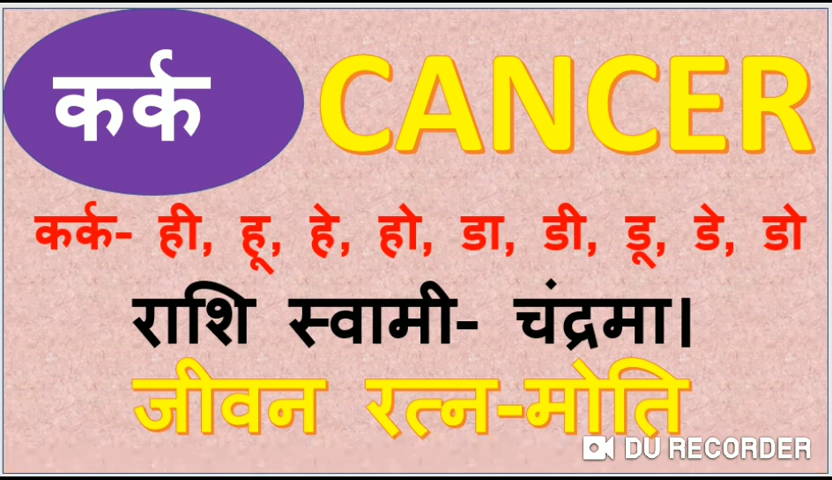 कर्क CANCER
कर्क- ही, हू, हे, हो, डा, डी, डू, डे, डो
राशि स्वामी- चंद्रमा।
जीवन रत्न-मोति
DU RECORDER